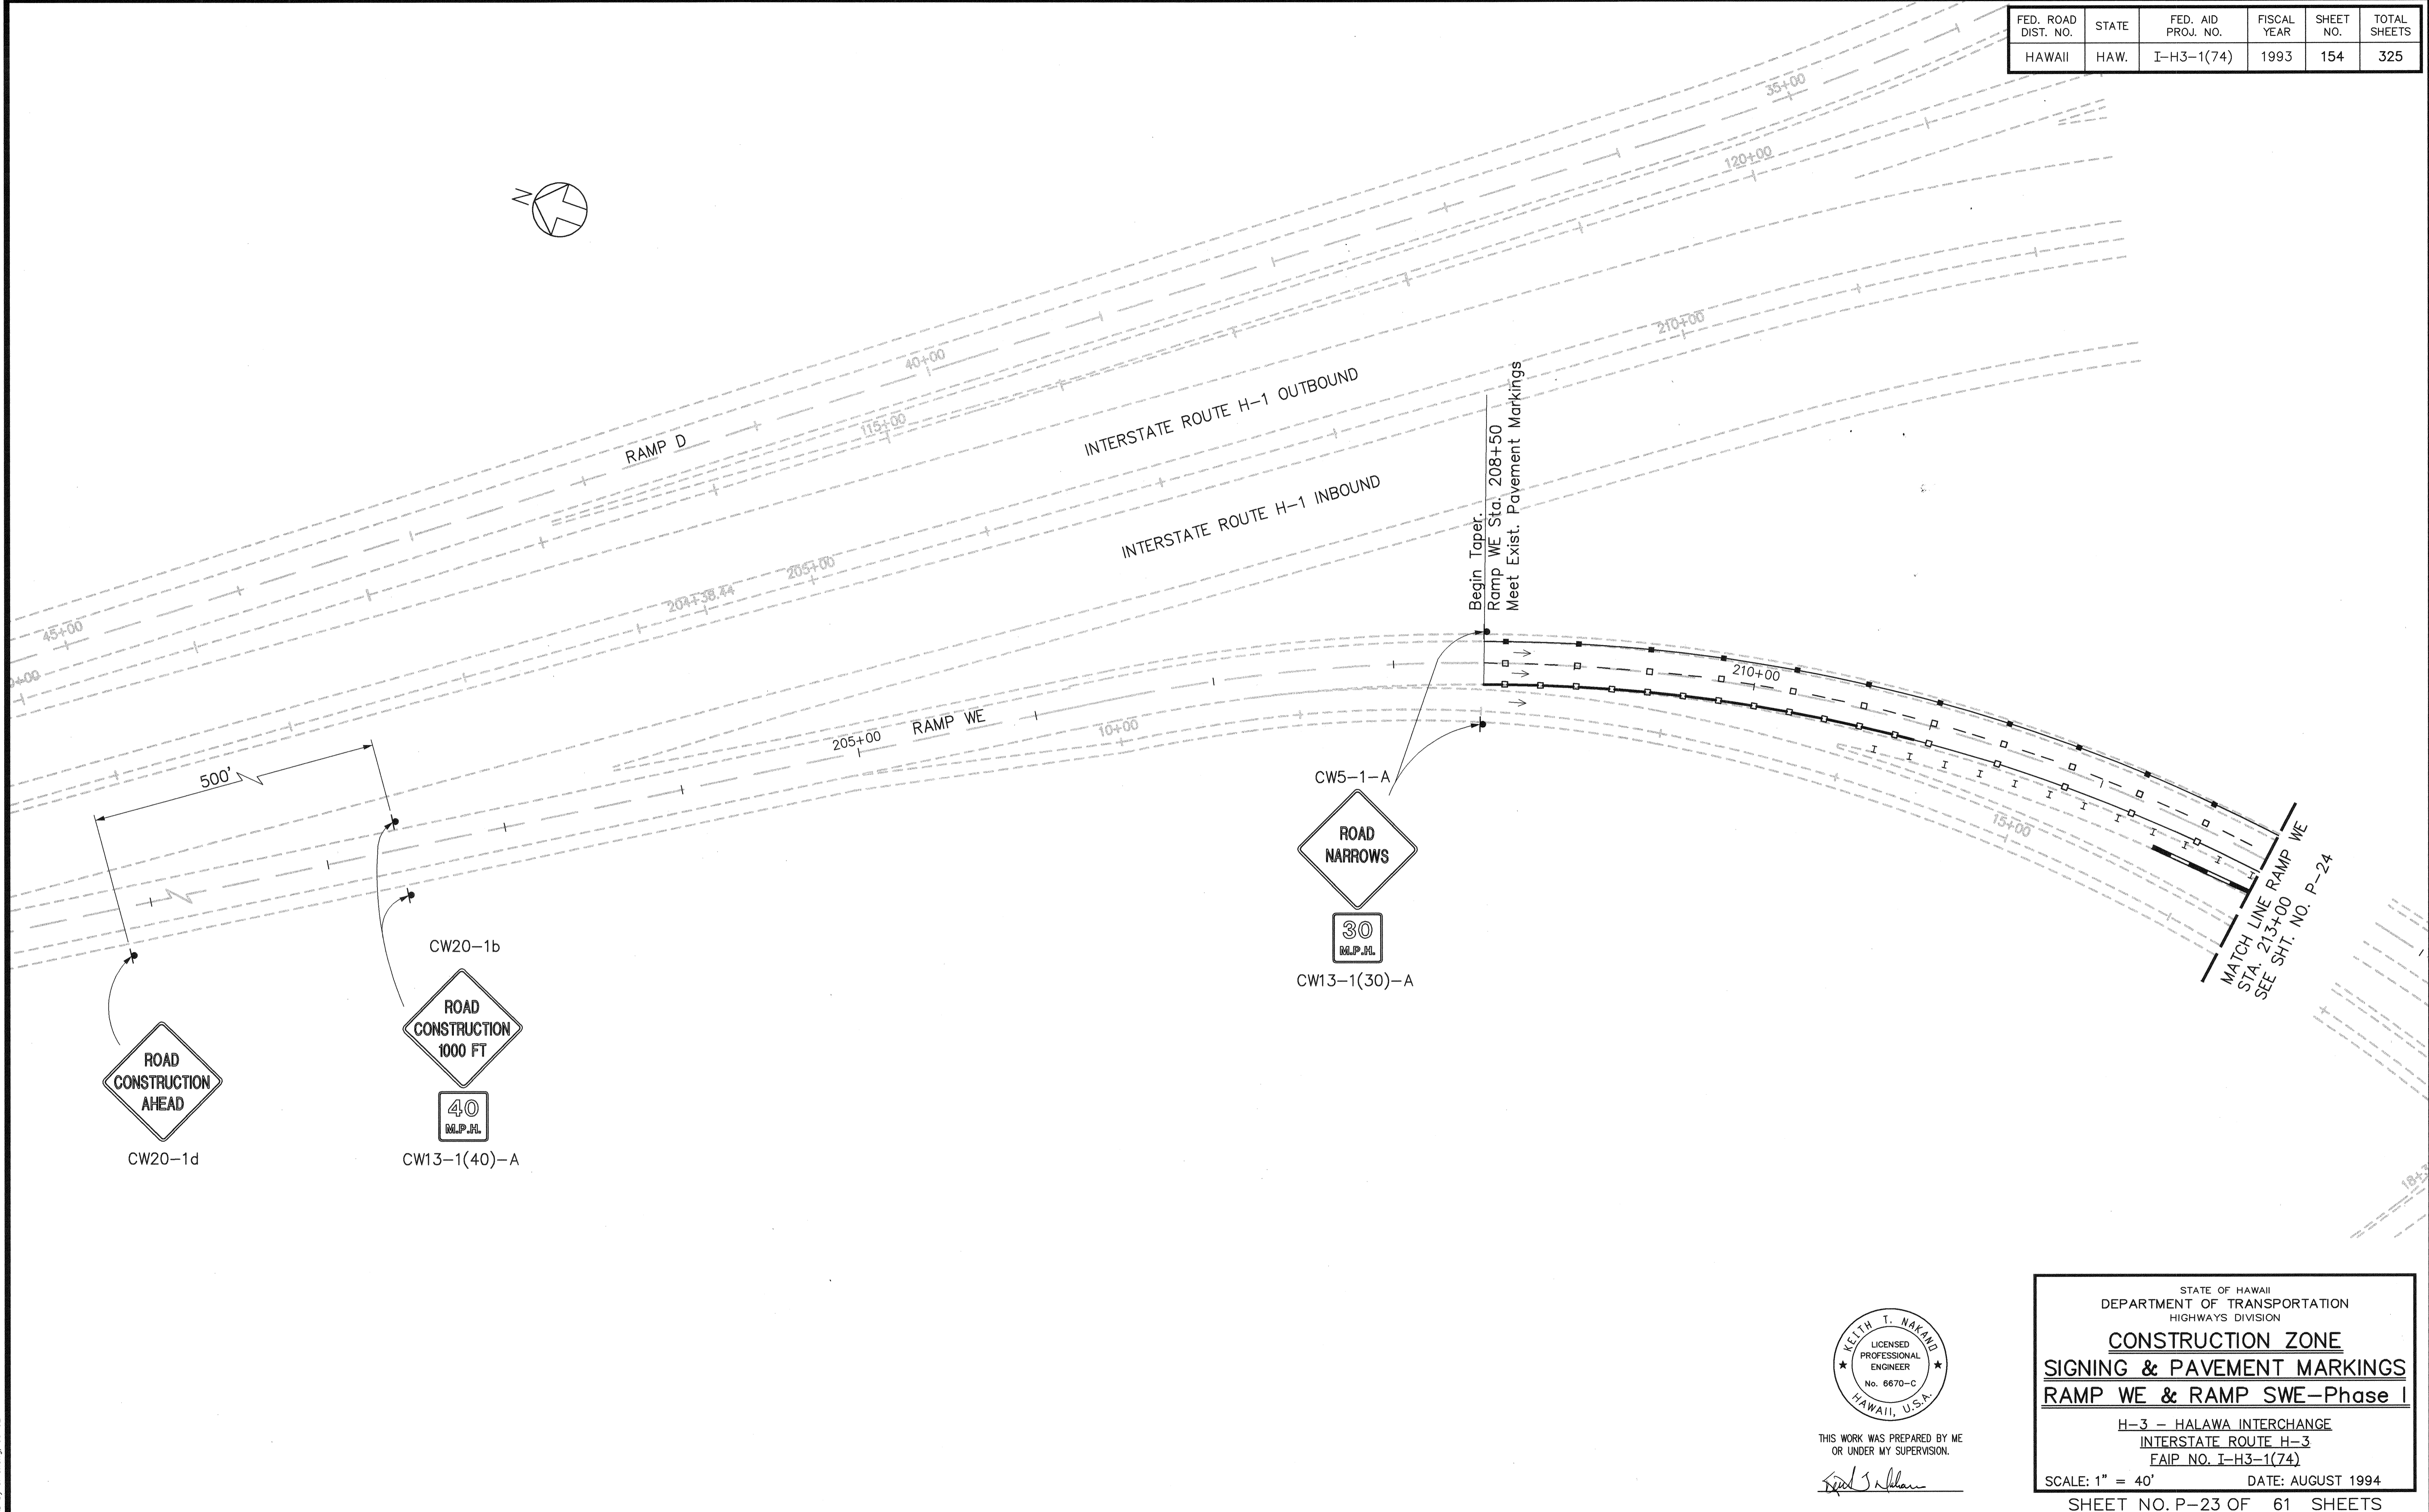 FED. ROAD DIST. NO. STATE FED. AID PROJ. NO. FISCAL YEAR SHEET NO. TOTAL SHEETS
HAWAII HAW. I-H3-1(74) 1993 154 325
N
35+00
120+00
210+00
40+00
115+00
RAMP D
INTERSTATE ROUTE H-1 OUTBOUND
INTERSTATE ROUTE H-1 INBOUND
205+00
204+38.44
45+00
Begin Taper.
Ramp WE Sta. 208+50
Meet Exist. Pavement Markings
210+00
RAMP WE
205+00
10+00
15+00
500'
CW5-1-A
ROAD
NARROWS
30
M.P.H.
CW13-1(30)-A
CW20-1b
ROAD
CONSTRUCTION
1000 FT
40
M.P.H.
CW13-1(40)-A
ROAD
CONSTRUCTION
AHEAD
CW20-1d
MATCH LINE RAMP WE
STA. 213+00
SEE SHT. NO. P-24
KEITH T. NAKANO
LICENSED
PROFESSIONAL
ENGINEER
No. 6670-C
HAWAII, U.S.A.
THIS WORK WAS PREPARED BY ME
OR UNDER MY SUPERVISION.
STATE OF HAWAII
DEPARTMENT OF TRANSPORTATION
HIGHWAYS DIVISION
CONSTRUCTION ZONE
SIGNING & PAVEMENT MARKINGS
RAMP WE & RAMP SWE-Phase I
H-3 - HALAWA INTERCHANGE
INTERSTATE ROUTE H-3
FAIP NO. I-H3-1(74)
SCALE: 1" = 40' DATE: AUGUST 1994
SHEET NO. P-23 OF 61 SHEETS